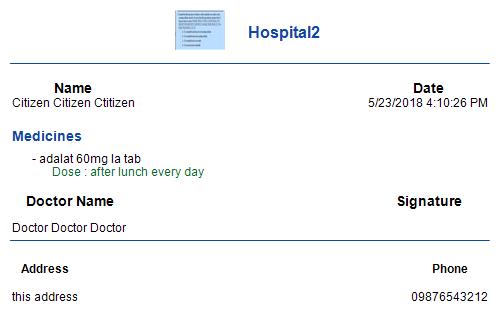 Hospital2
Name Date
Citizen Citizen Ctitizen 5/23/2018 4:10:26 PM
Medicines
- adalat 60mg la tab
Dose : after lunch every day
Doctor Name Signature
Doctor Doctor Doctor
Address Phone
this address 09876543212